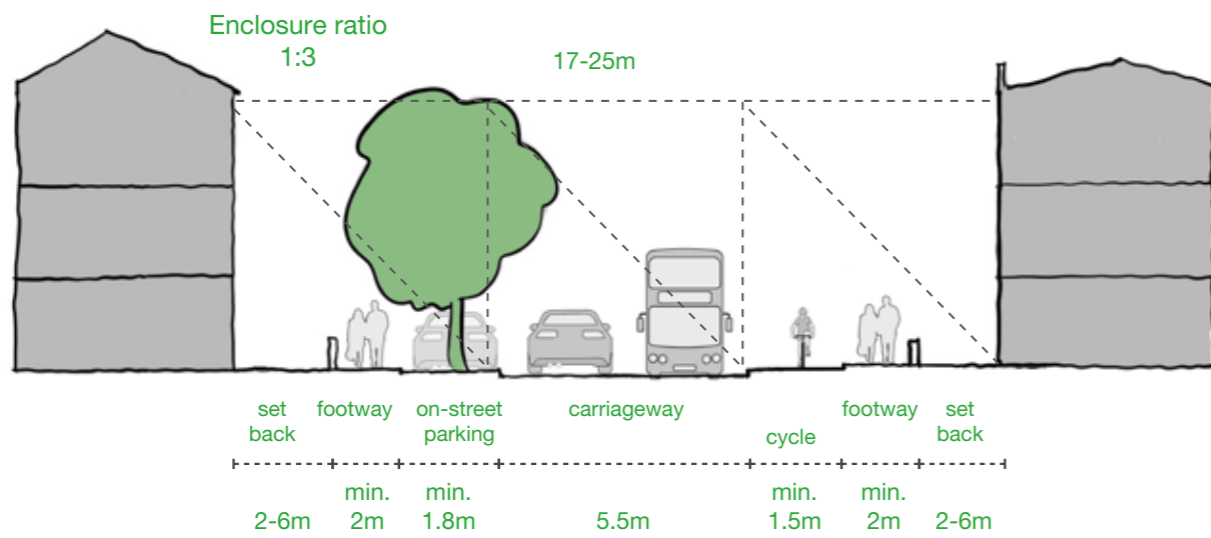 Enclosure ratio
1:3
17-25m
set
back
footway
on-street
parking
carriageway
cycle
footway
set
back
2-6m
min.
2m
min.
1.8m
5.5m
min.
1.5m
min.
2m
2-6m